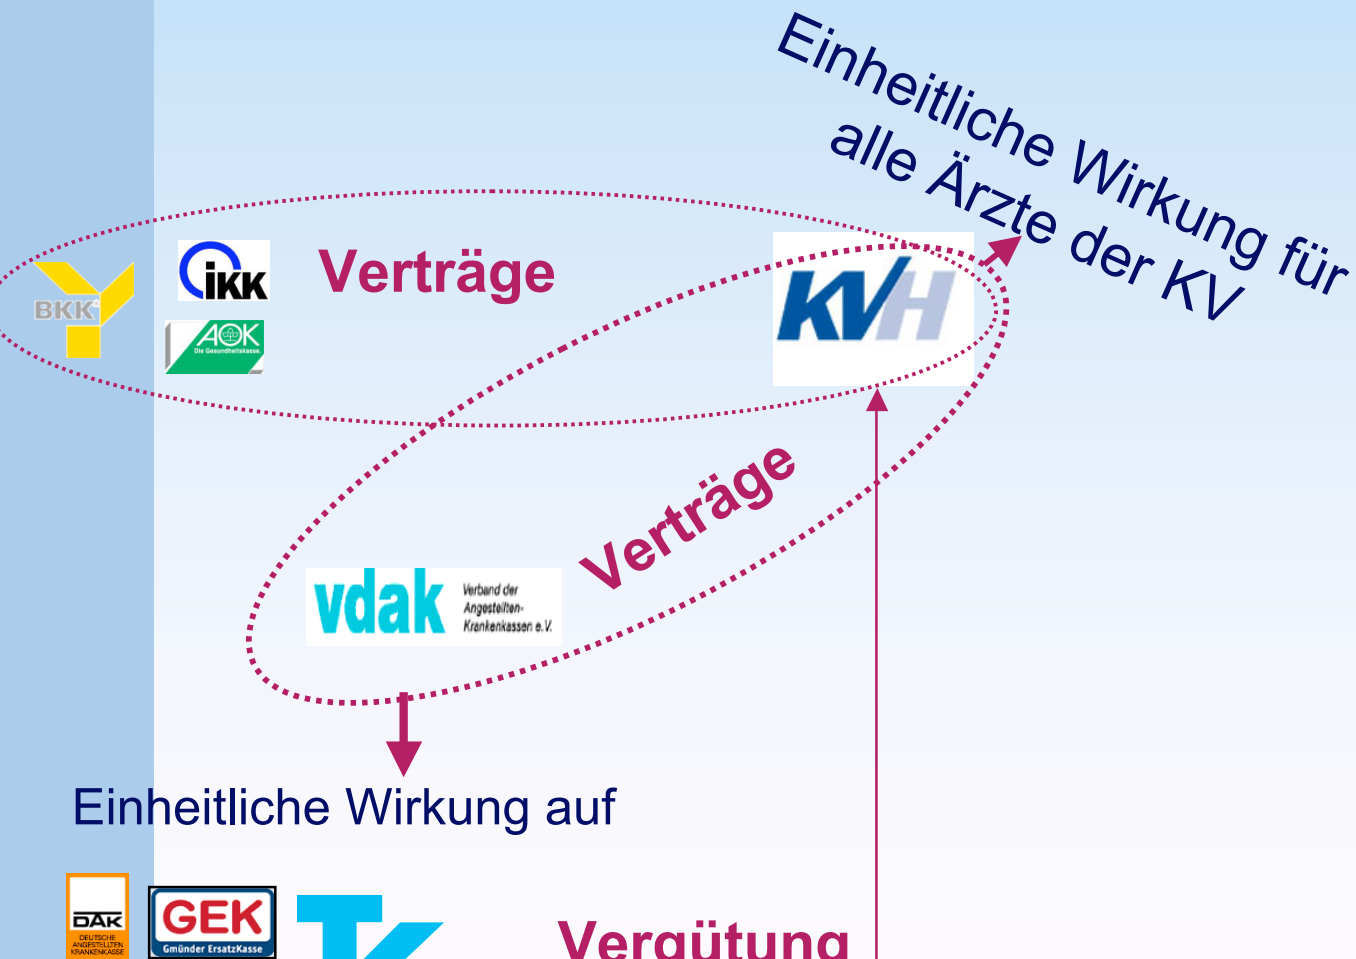 Einheitliche Wirkung für
alle Ärzte der KV
BKK
ikk
Verträge
KVH
AOK
Die Gesundheitskasse.
Verträge
vdak
Verband der
Angestellten-
Krankenkassen e.V.
Einheitliche Wirkung auf
DAK
DEUTSCHE
ANGESTELLTEN
KRANKENKASSE
GEK
Gmünder ErsatzKasse
TK
Vergütung